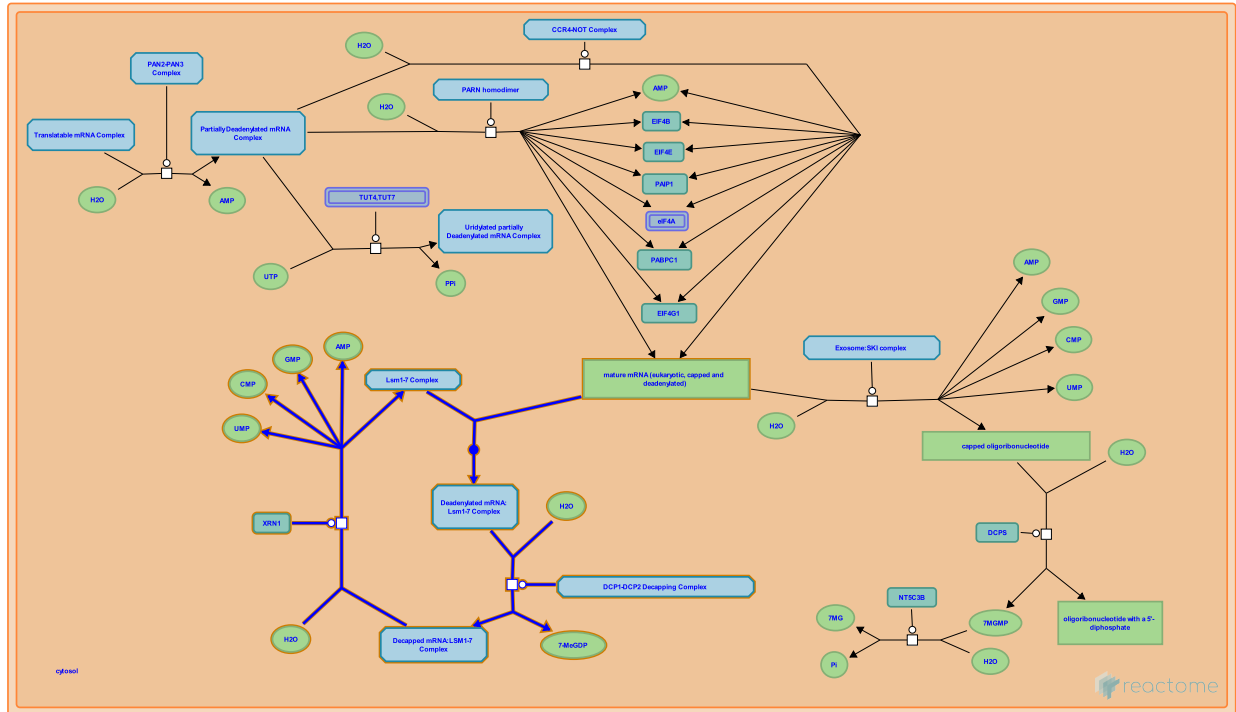 CCR4-NOT Complex
H2O
PAN2-PAN3
Complex
PARN homodimer
AMP
H2O
EIF4B
Translatable mRNA Complex
Partially Deadenylated mRNA
Complex
EIF4E
PAIP1
H2O
AMP
TUT4,TUT7
eIF4A
Uridylated partially
Deadenylated mRNA Complex
PABPC1
UTP
PPi
AMP
GMP
EIF4G1
CMP
Exosome:SKI complex
AMP
GMP
CMP
Lsm1-7 Complex
mature mRNA (eukaryotic, capped and
deadenylated)
UMP
UMP
H2O
capped oligoribonucleotide
H2O
Deadenylated mRNA:
Lsm1-7 Complex
H2O
XRN1
DCPS
DCP1-DCP2 Decapping Complex
NT5C3B
7MG
7MGMP
oligoribonucleotide with a 5'-
diphosphate
H2O
Decapped mRNA:LSM1-7
Complex
7-MeGDP
Pi
H2O
cytosol
reactome